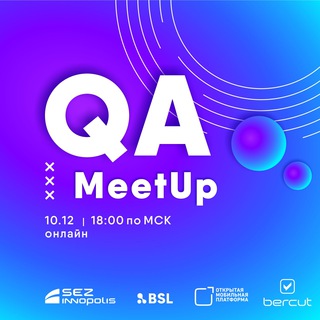 QA
MeetUp
10.12 | 18:00 по МСК
онлайн
SEZ
innopolis
BSL
ОТКРЫТАЯ
МОБИЛЬНАЯ
ПЛАТФОРМА
bercut